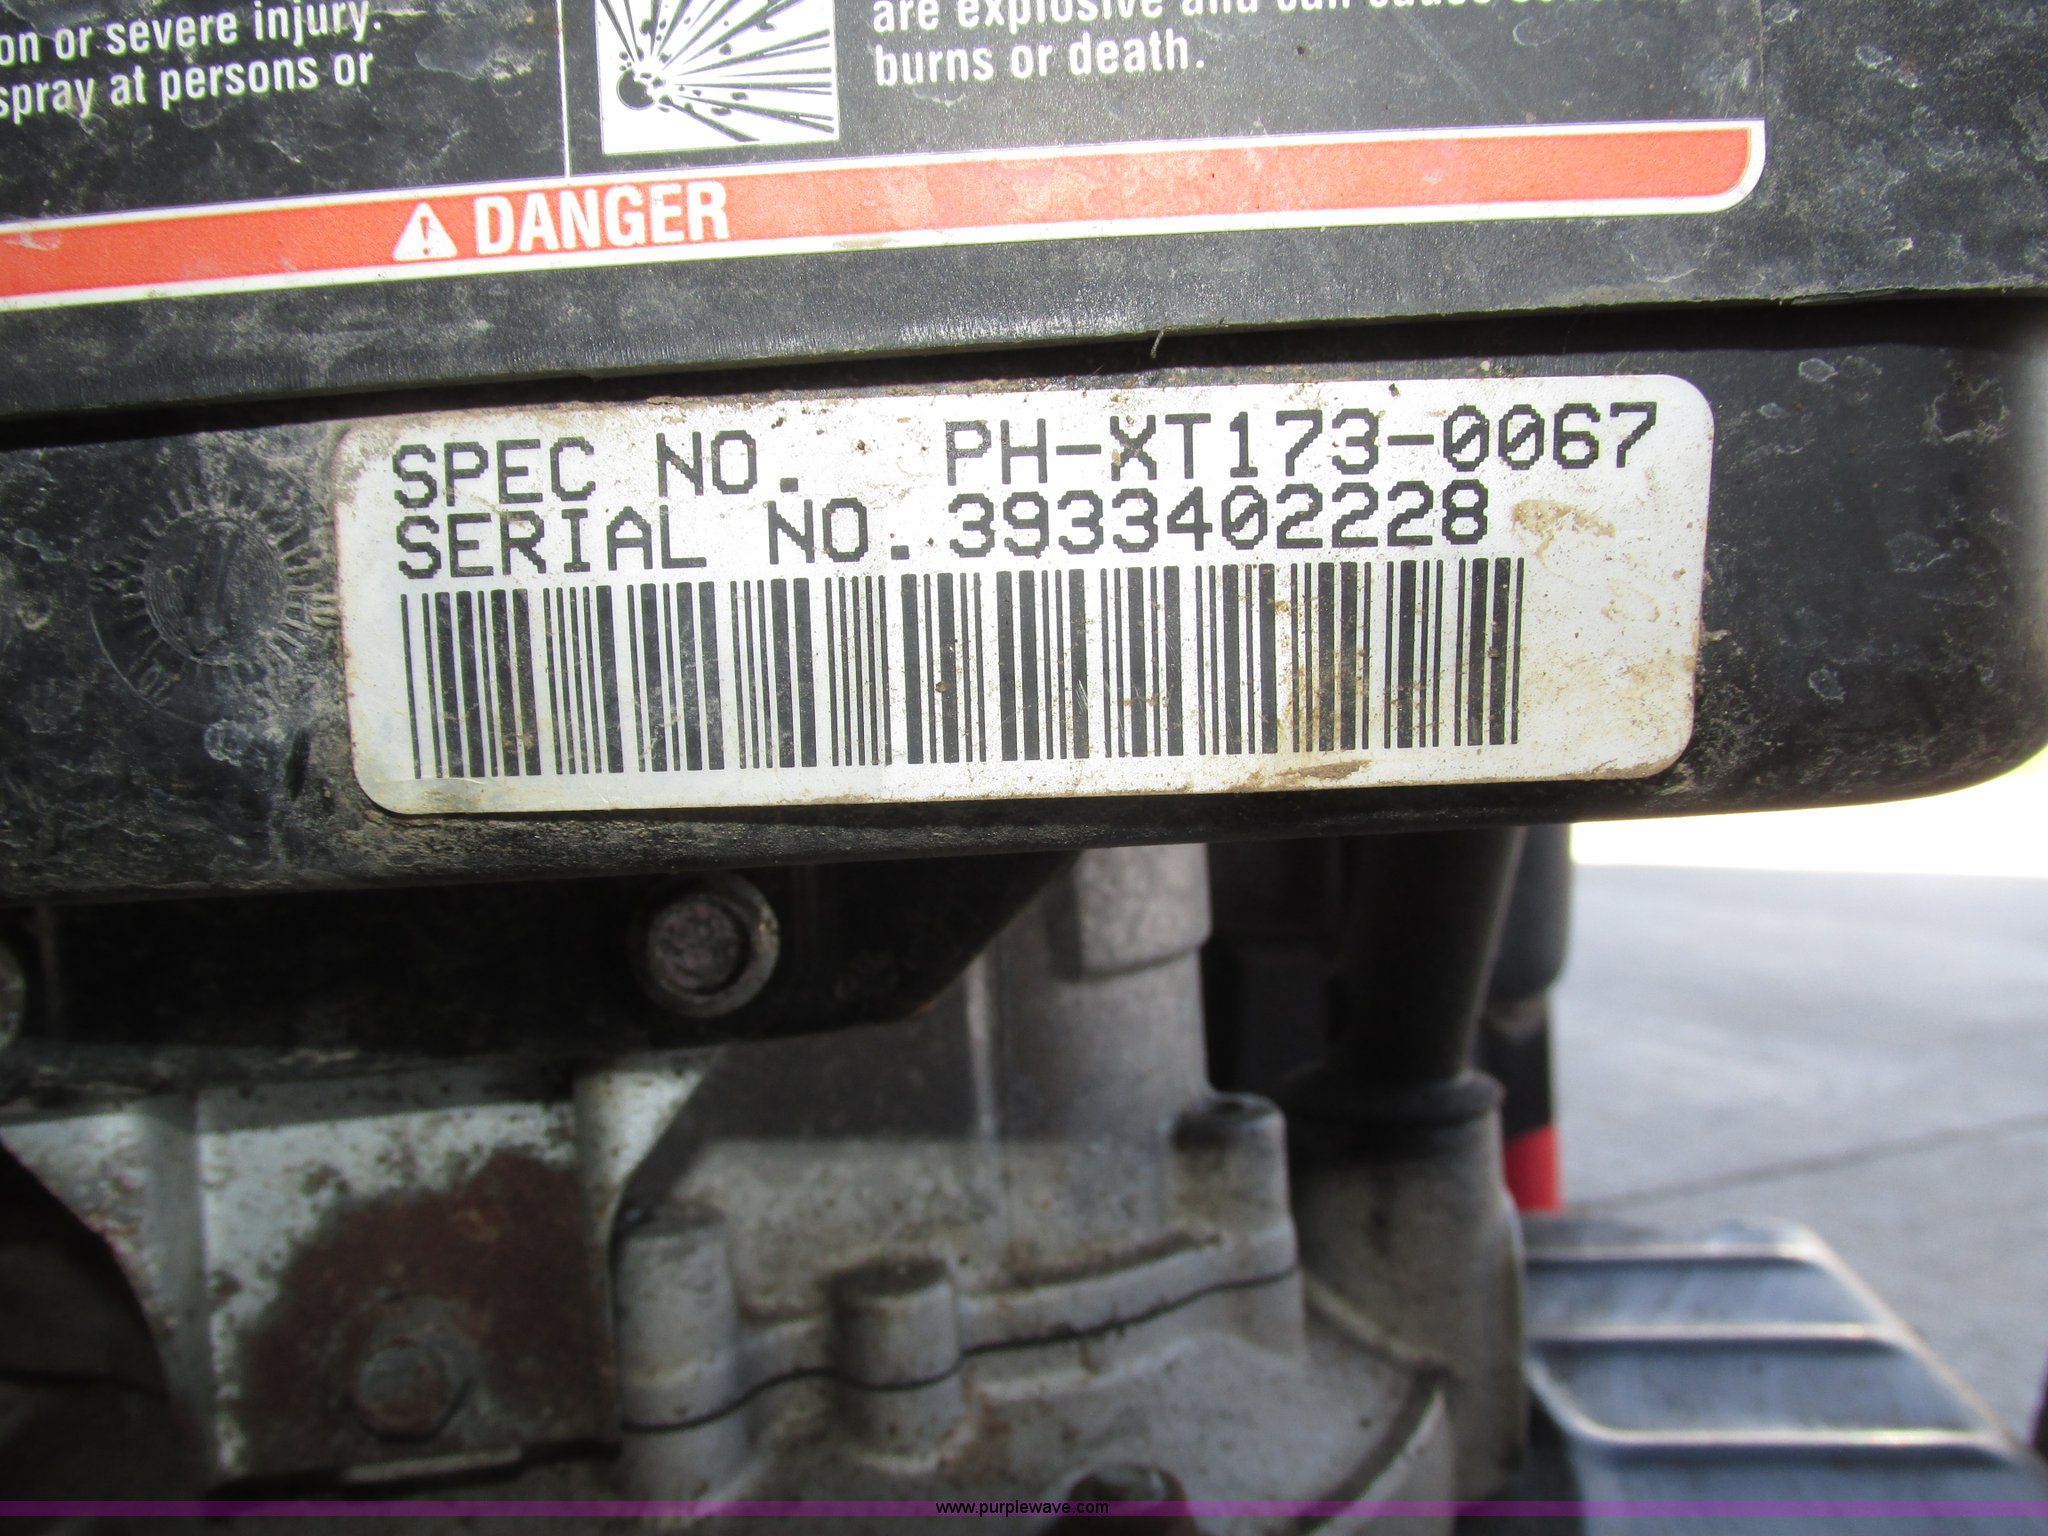 on or severe injury.
spray at persons or
are explosive and can cause
burns or death.
DANGER
SPEC NO. PH-XT173-0067
SERIAL NO. 3933402228
www.purplewave.com